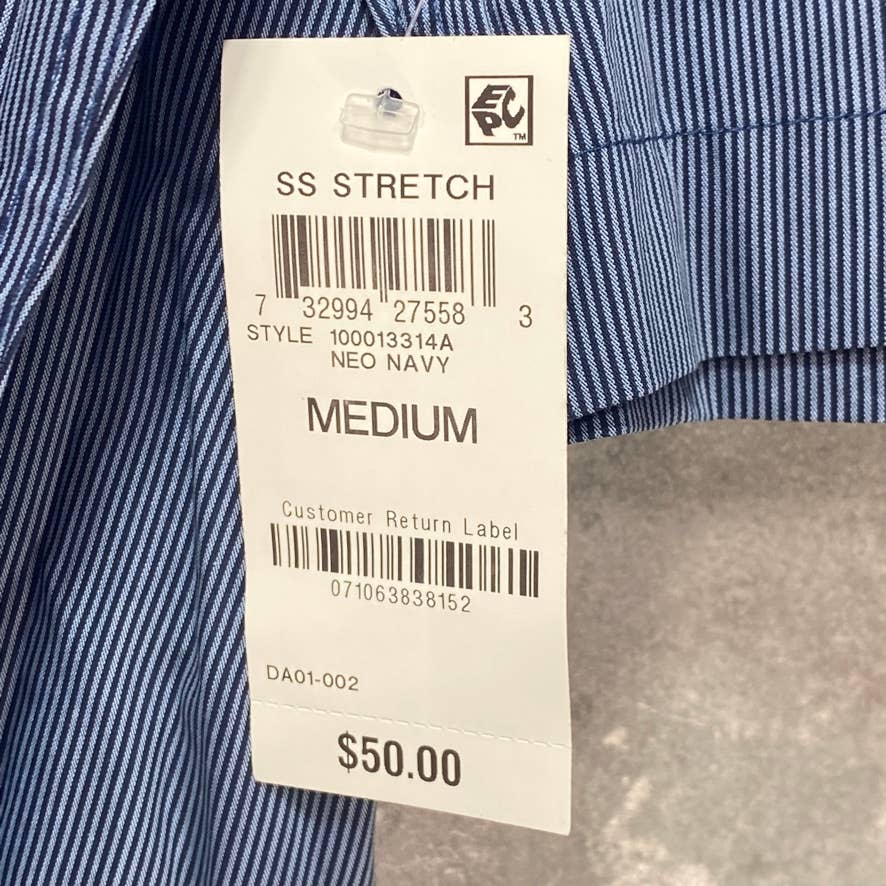 EPC
TM
SS STRETCH
7 32994 27558 3
STYLE 100013314A
NEO NAVY
MEDIUM
Customer Return Label
071063838152
DA01-002
$50.00